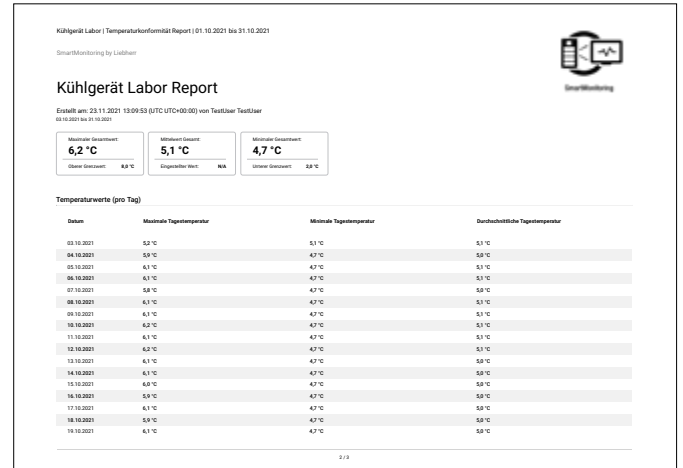 Kühlgerät Labor | Temperaturkonformität Report | 01.10.2021 bis 31.10.2021
SmartMonitoring by Liebherr
SmartMonitoring
Kühlgerät Labor Report
Erstellt am: 23.11.2021 13:09:53 (UTC UTC+00:00) von TestUser TestUser
03.10.2021 bis 31.10.2021
Maximaler Gesamtwert: Mittelwert Gesamt: Minimaler Gesamtwert:
6,2 °C 5,1 °C 4,7 °C
Oberer Grenzwert: 8,0 °C Eingestellter Wert: N/A Unterer Grenzwert: 2,0 °C
Temperaturwerte (pro Tag)
Datum Maximale Tagestemperatur Minimale Tagestemperatur Durchschnittliche Tagestemperatur
03.10.2021 5,2 °C 5,1 °C 5,1 °C
04.10.2021 5,9 °C 4,7 °C 5,0 °C
05.10.2021 6,1 °C 4,7 °C 5,1 °C
06.10.2021 6,1 °C 4,7 °C 5,1 °C
07.10.2021 5,8 °C 4,7 °C 5,0 °C
08.10.2021 6,1 °C 4,7 °C 5,1 °C
09.10.2021 6,1 °C 4,7 °C 5,1 °C
10.10.2021 6,2 °C 4,7 °C 5,1 °C
11.10.2021 6,1 °C 4,7 °C 5,1 °C
12.10.2021 6,2 °C 4,7 °C 5,1 °C
13.10.2021 6,1 °C 4,7 °C 5,0 °C
14.10.2021 6,1 °C 4,7 °C 5,0 °C
15.10.2021 6,0 °C 4,7 °C 5,0 °C
16.10.2021 5,9 °C 4,7 °C 5,0 °C
17.10.2021 6,1 °C 4,7 °C 5,0 °C
18.10.2021 5,9 °C 4,7 °C 5,0 °C
19.10.2021 6,1 °C 4,7 °C 5,0 °C
2 / 3